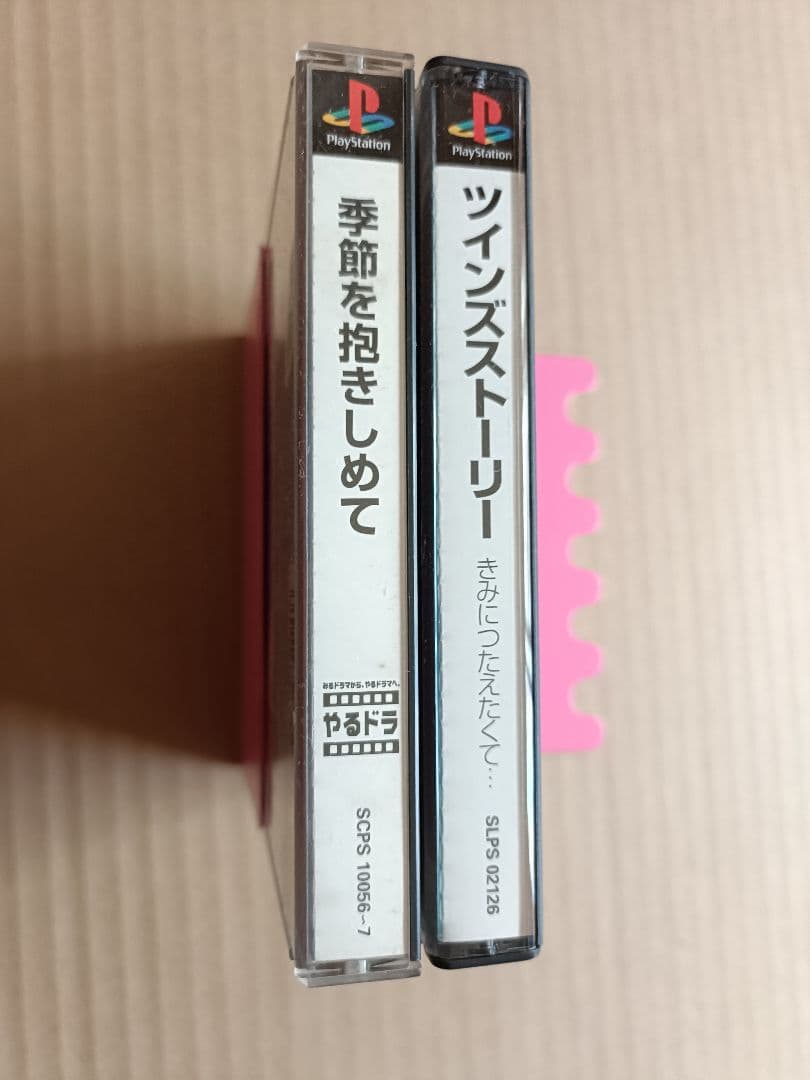 PlayStation
季節を抱きしめて
みるドラマから、やるドラマへ。
やるドラ
SCPS 10056~7
PlayStation
ツインズストーリー
きみにつたえたくて…
SLPS 02126